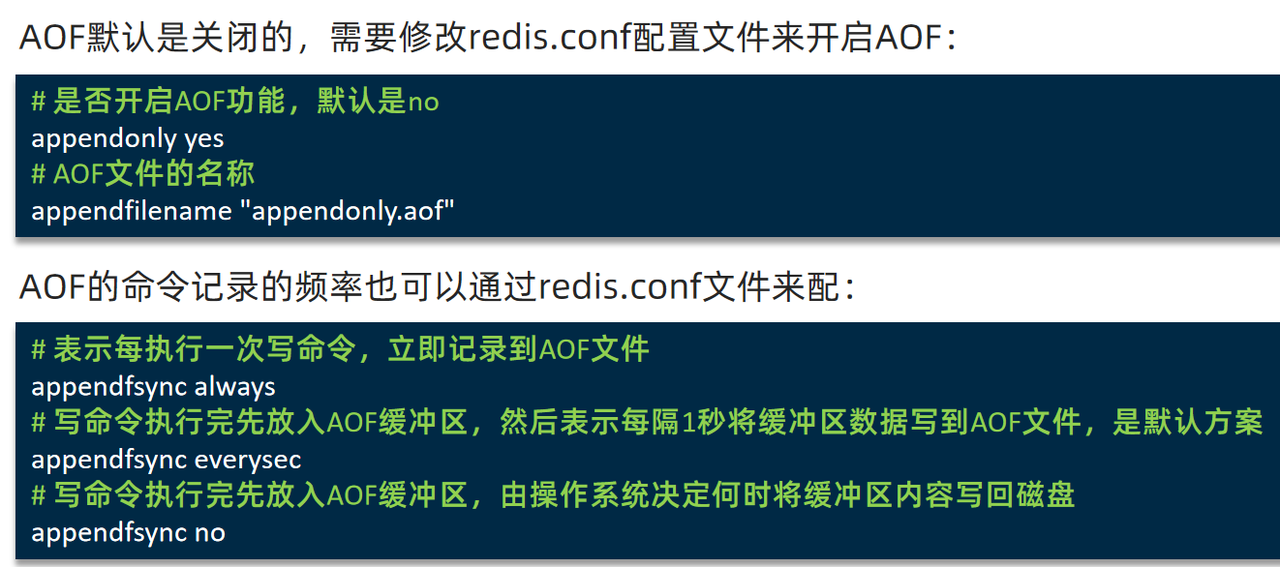 AOF默认是关闭的，需要修改redis.conf配置文件来开启AOF：
# 是否开启AOF功能，默认是no
appendonly yes
# AOF文件的名称
appendfilename "appendonly.aof"
AOF的命令记录的频率也可以通过redis.conf文件来配：
# 表示每执行一次写命令，立即记录到AOF文件
appendfsync always
# 写命令执行完先放入AOF缓冲区，然后表示每隔1秒将缓冲区数据写到AOF文件，是默认方案
appendfsync everysec
# 写命令执行完先放入AOF缓冲区，由操作系统决定何时将缓冲区内容写回磁盘
appendfsync no